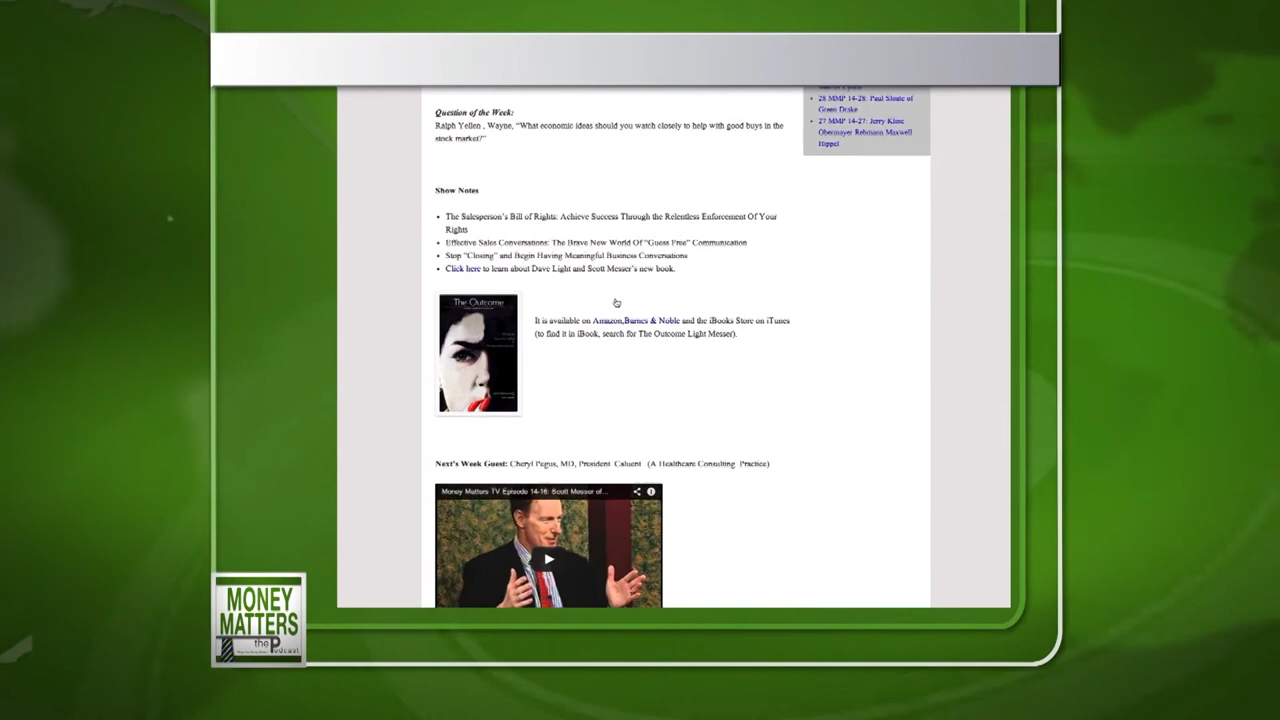 Question of the Week:
Ralph Yellen , Wayne, "What economic ideas should you watch closely to help with good buys in the
stock market?"
28 MMP 14-28: Paul Sloate of
Green Drake
27 MMP 14-27: Jerry Kline
Obermayer Rebmann Maxwell
Hippel
Show Notes
The Salesperson's Bill of Rights: Achieve Success Through the Relentless Enforcement Of Your
Rights
Effective Sales Conversations: The Brave New World Of "Guess Free" Communication
Stop "Closing" and Begin Having Meaningful Business Conversations
Click here to learn about Dave Light and Scott Messer's new book.
The Outcome
It is available on Amazon,Barnes & Noble and the iBooks Store on iTunes
(to find it in iBook, search for The Outcome Light Messer).
Next's Week Guest: Cheryl Pegus, MD, President Caluent (A Healthcare Consulting Practice)
Money Matters TV Episode 14-16: Scott Messer of...
MONEY
MATTERS
the Podcast